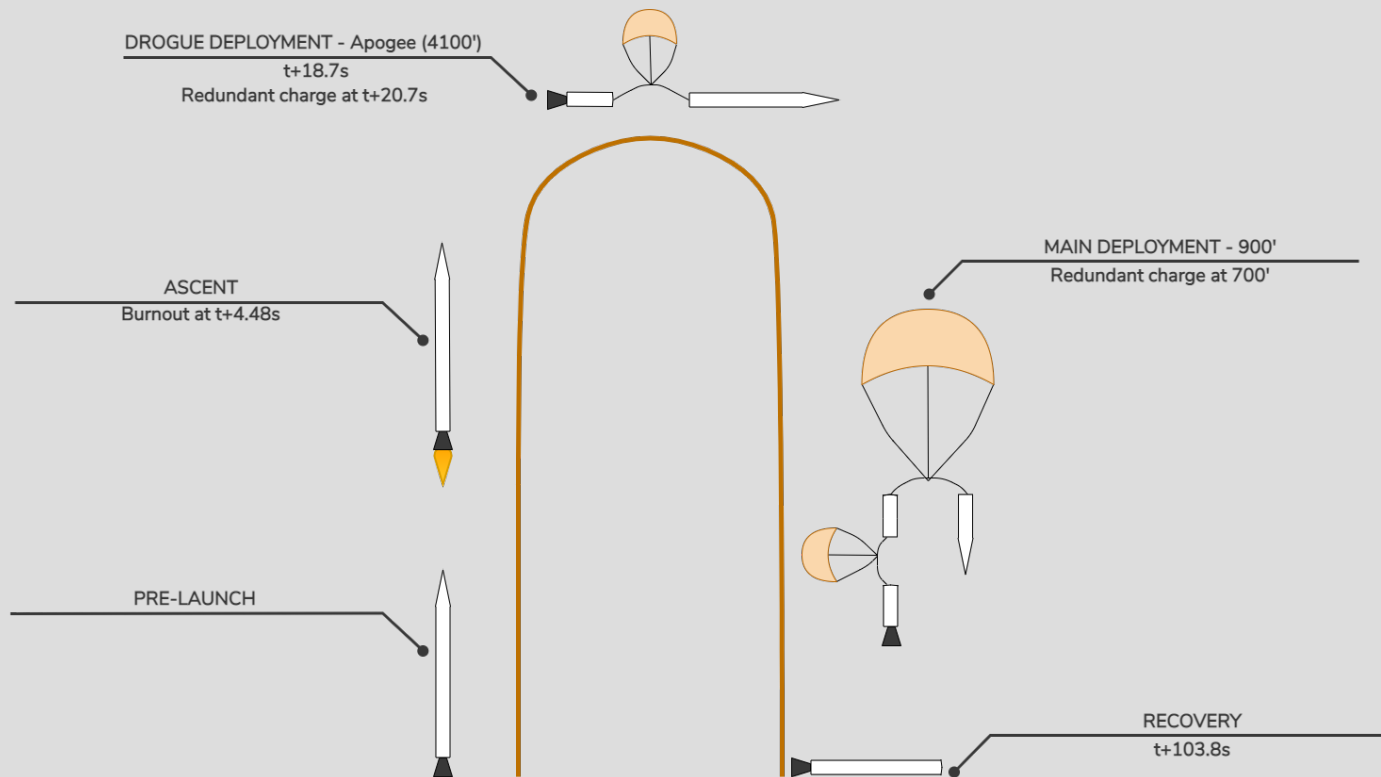 DROGUE DEPLOYMENT - Apogee (4100')
t+18.7s
Redundant charge at t+20.7s
MAIN DEPLOYMENT - 900'
Redundant charge at 700'
ASCENT
Burnout at t+4.48s
PRE-LAUNCH
RECOVERY
t+103.8s